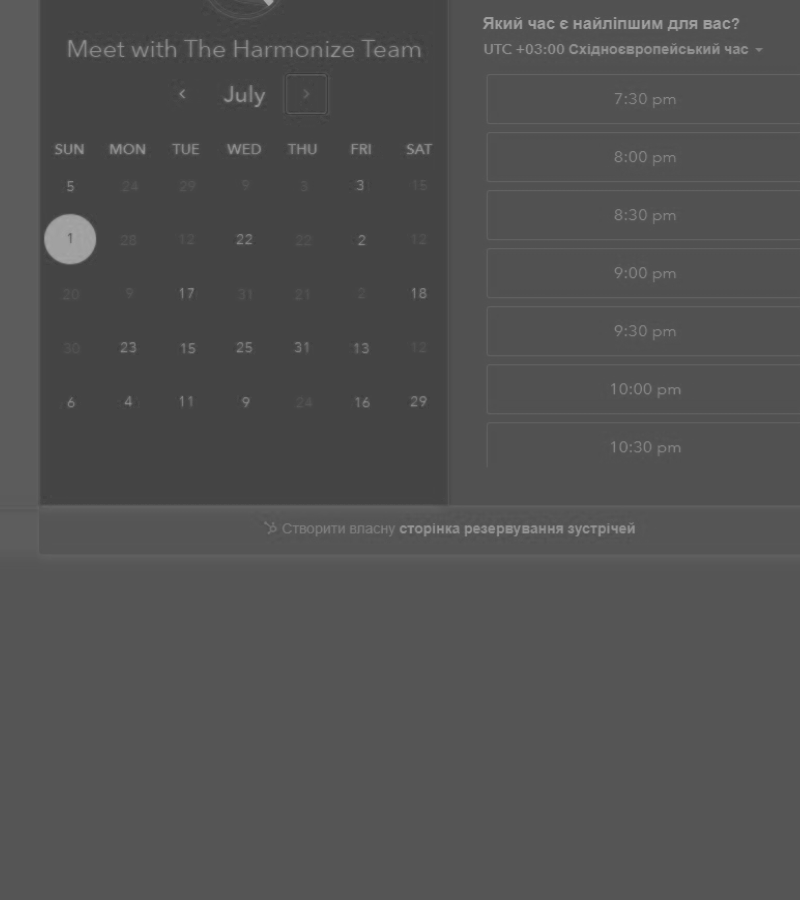 Meet with The Harmonize Team
July
SUN MON TUE WED THU FRI SAT
5 24 29 9 3 3 15
1 28 12 22 22 2 12
20 9 17 31 21 2 18
30 23 15 25 31 13 12
6 4 11 9 24 16 29
Який час є найліпшим для вас?
UTC +03:00 Східноєвропейський час
7:30 pm
8:00 pm
8:30 pm
9:00 pm
9:30 pm
10:00 pm
10:30 pm
Створити власну сторінка резервування зустрічей